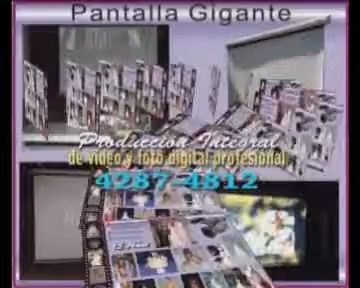 Pantalla Gigante
Producción Integral
de video y foto digital profesional
4287-4812